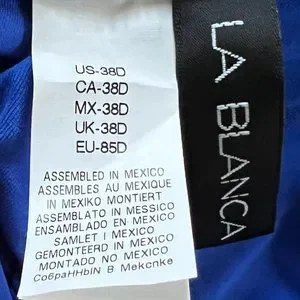 US-38D
CA-38D
MX-38D
UK-38D
EU-85D
ASSEMBLED IN MEXICO
ASSEMBLES AU MEXIQUE
IN MEXIKO MONTIERT
ASSEMBLATO IN MESSICO
ENSAMBLADO EN MEXICO
SAMLET I MEXICO
GEMONTEERD IN MEXICO
MONTADO NO MEXICO
CобpaHHbIN B Mekcnke
LA BLANCA